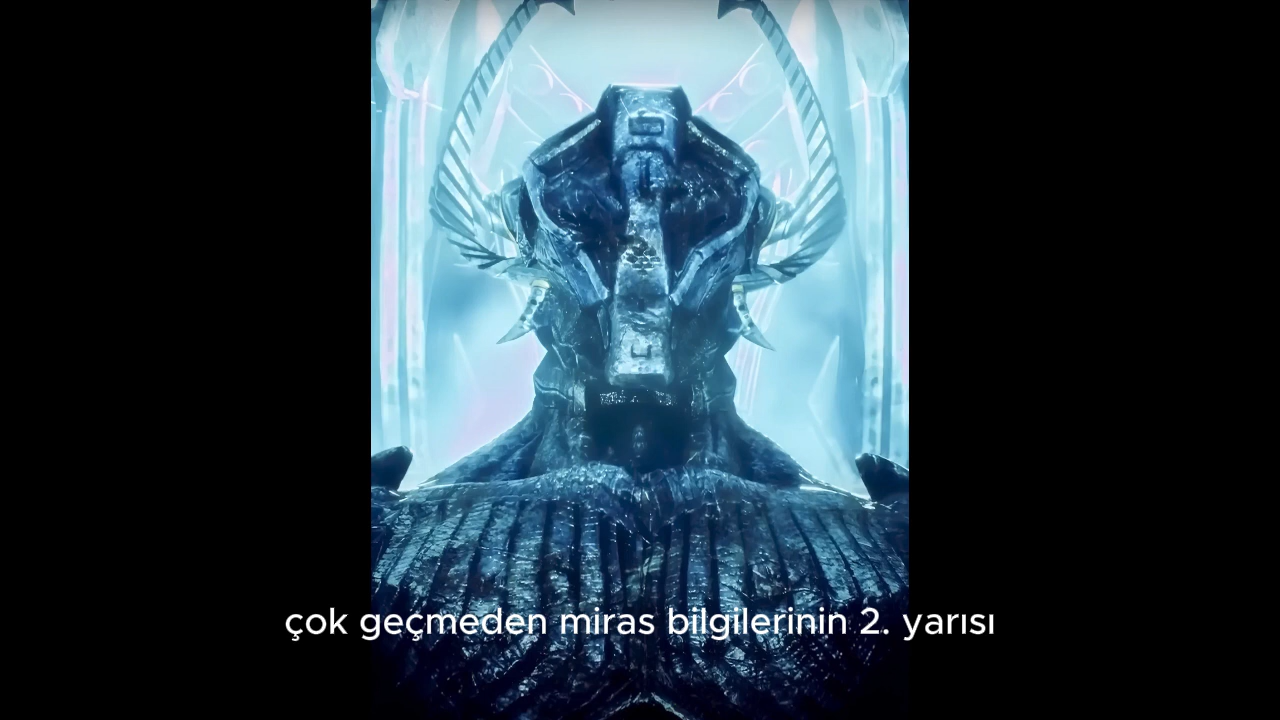 çok geçmeden miras bilgilerinin 2. yarısı